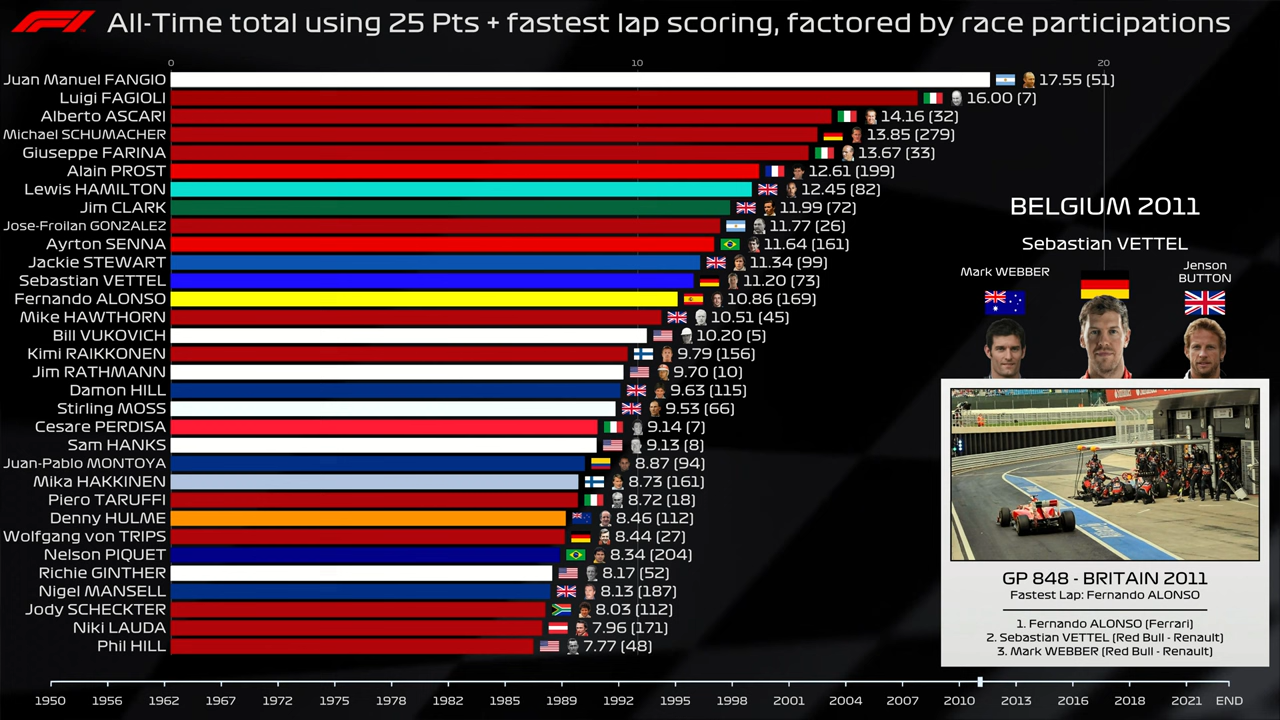 F1 All-Time total using 25 Pts + fastest lap scoring, factored by race participations
0 10 20
Juan Manuel FANGIO 17.55 (51)
Luigi FAGIOLI 16.00 (7)
Alberto ASCARI 14.16 (32)
Michael SCHUMACHER 13.85 (279)
Giuseppe FARINA 13.67 (33)
Alain PROST 12.61 (199)
Lewis HAMILTON 12.45 (82)
Jim CLARK 11.99 (72)
Jose-Froilan GONZALEZ 11.77 (26)
Ayrton SENNA 11.64 (161)
Jackie STEWART 11.34 (99)
Sebastian VETTEL 11.20 (73)
Fernando ALONSO 10.86 (169)
Mike HAWTHORN 10.51 (45)
Bill VUKOVICH 10.20 (5)
Kimi RAIKKONEN 9.79 (156)
Jim RATHMANN 9.70 (10)
Damon HILL 9.63 (115)
Stirling MOSS 9.53 (66)
Cesare PERDISA 9.14 (7)
Sam HANKS 9.13 (8)
Juan-Pablo MONTOYA 8.87 (94)
Mika HAKKINEN 8.73 (161)
Piero TARUFFI 8.72 (18)
Denny HULME 8.46 (112)
Wolfgang von TRIPS 8.44 (27)
Nelson PIQUET 8.34 (204)
Richie GINTHER 8.17 (52)
Nigel MANSELL 8.13 (187)
Jody SCHECKTER 8.03 (112)
Niki LAUDA 7.96 (171)
Phil HILL 7.77 (48)
BELGIUM 2011
Sebastian VETTEL
Mark WEBBER
Jenson
BUTTON
GP 848 - BRITAIN 2011
Fastest Lap: Fernando ALONSO
1. Fernando ALONSO (Ferrari)
2. Sebastian VETTEL (Red Bull - Renault)
3. Mark WEBBER (Red Bull - Renault)
1950 1962 1967 1972 1975 1978 1982 1985 1989 1992 1995 1998 2001 2004 2007 2010 2013 2016 2018 2021 END